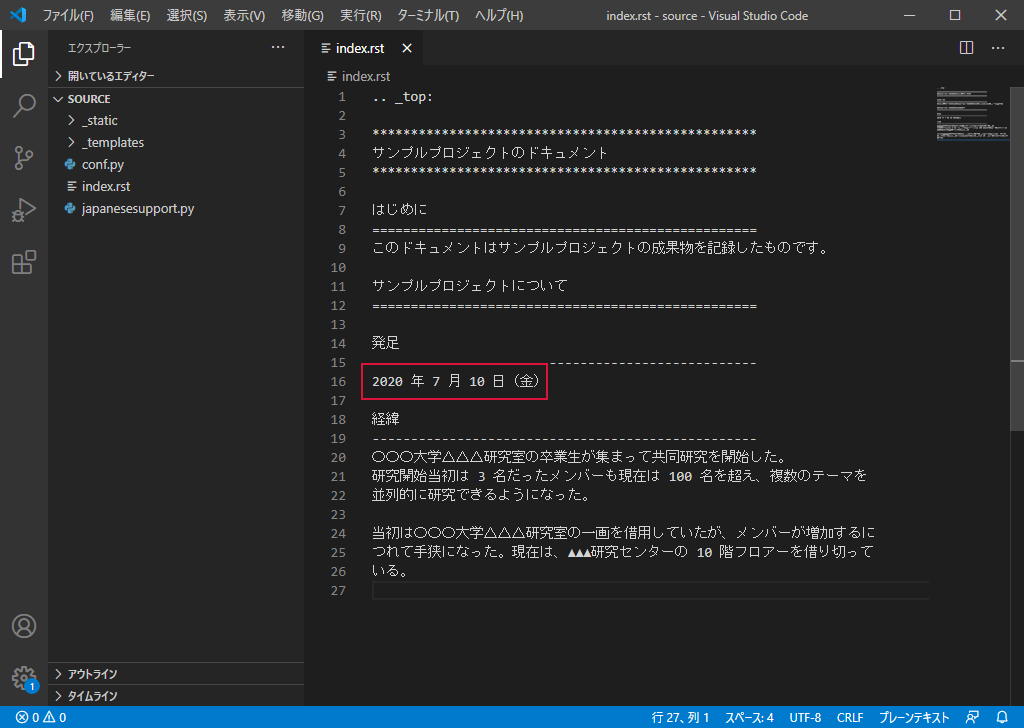 ファイル(F) 編集(E) 選択(S) 表示(V) 移動(G) 実行(R) ターミナル(T) ヘルプ(H) index.rst - source - Visual Studio Code
エクスプローラー
開いているエディター
SOURCE
_static
_templates
conf.py
index.rst
japanesesupport.py
アウトライン
タイムライン
1
index.rst
index.rst
1 .. _top:
2
3 **************************************************
4 サンプルプロジェクトのドキュメント
5 **************************************************
6
7 はじめに
8 ==================================================
9 このドキュメントはサンプルプロジェクトの成果物を記録したものです。
10
11 サンプルプロジェクトについて
12 ==================================================
13
14 発足
15 --------------------------------------------------
16 2020 年 7 月 10 日（金）
17
18 経緯
19 --------------------------------------------------
20 〇〇〇大学△△△研究室の卒業生が集まって共同研究を開始した。
21 研究開始当初は 3 名だったメンバーも現在は 100 名を超え、複数のテーマを
22 並列的に研究できるようになった。
23
24 当初は〇〇〇大学△△△研究室の一画を借用していたが、メンバーが増加するに
25 つれて手狭になった。現在は、▲▲▲研究センターの 10 階フロアーを借り切って
26 いる。
27
0 0 行 27、列 1 スペース: 4 UTF-8 CRLF プレーンテキスト